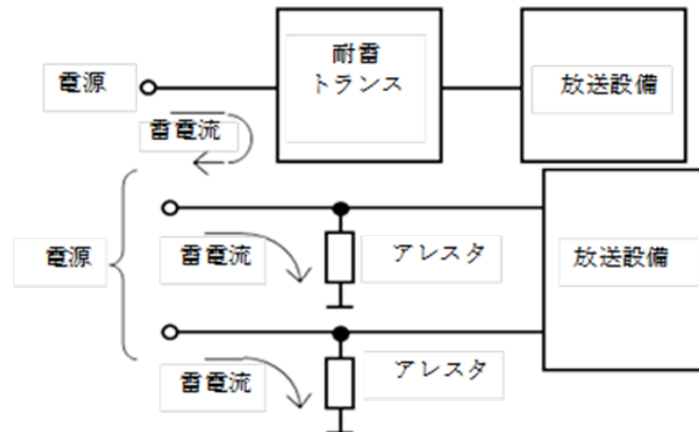 電源
耐雷
トランス
放送設備
雷電流
電源
雷電流
アレスタ
放送設備
雷電流
アレスタ